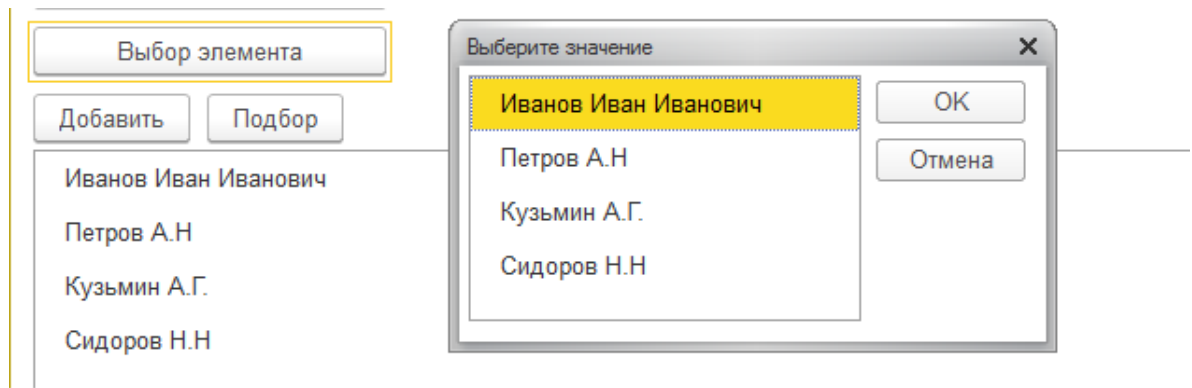 Выбор элемента
Добавить Подбор
Иванов Иван Иванович
Петров А.Н
Кузьмин А.Г.
Сидоров Н.Н
Выберите значение
Иванов Иван Иванович
Петров А.Н
Кузьмин А.Г.
Сидоров Н.Н
OK
Отмена